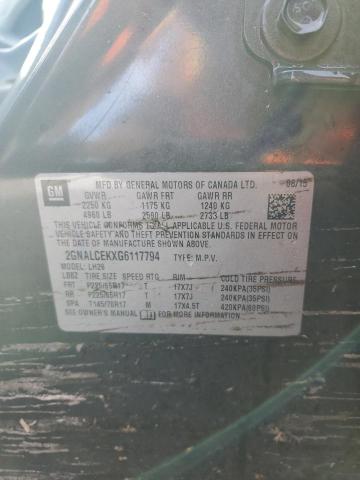 GM
MFD BY GENERAL MOTORS OF CANADA LTD. 08/15
GVWR GAWR FRT GAWR RR
2250 KG 1175 KG 1240 KG
4960 LB 2590 LB 2733 LB
THIS VEHICLE CONFORMS TO ALL APPLICABLE U.S. FEDERAL MOTOR
VEHICLE SAFETY, BUMPER, AND THEFT PREVENTION STANDARDS
IN EFFECT ON THE DATE OF MANUFACTURE SHOWN ABOVE.
2GNALCEKXG6117794 TYPE: M.P.V.
MODEL: LH26
TIRE SIZE SPEED RTG RIM COLD TIRE PRESSURE
FRT P225/65R17 T 17X7J 240KPA(35PSI)
RR P225/65R17 T 17X7J 240KPA(35PSI)
SPA T145/70R17 M 17X4.5T 420KPA(60PSI)
SEE OWNER'S MANUAL FOR MORE INFORMATION